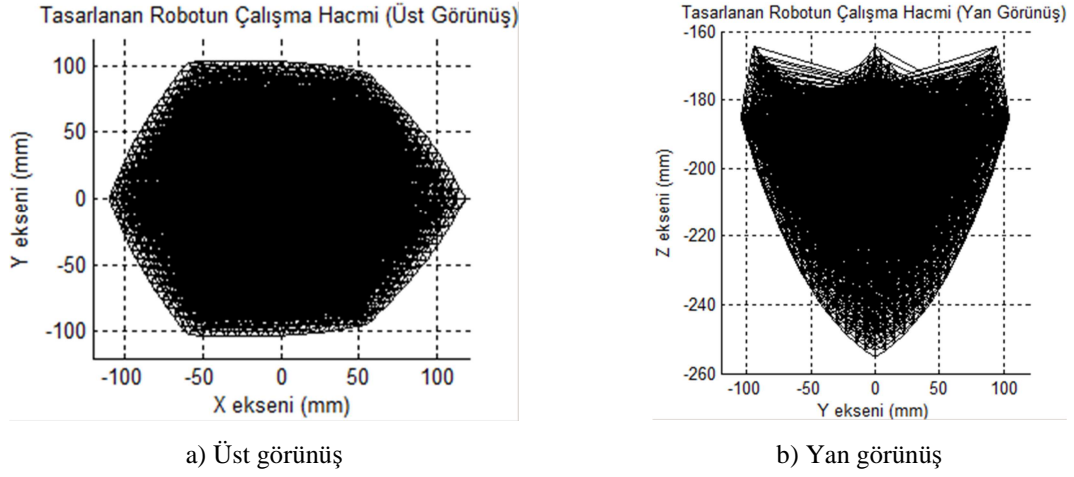 Tasarlanan Robotun Çalışma Hacmi (Üst Görünüş)
100
50
0
-50
-100
Y ekseni (mm)
-100 -50 0 50 100
X ekseni (mm)
a) Üst görünüş
Tasarlanan Robotun Çalışma Hacmi (Yan Görünüş)
-160
-180
-200
-220
-240
-260
Z ekseni (mm)
-100 -50 0 50 100
Y ekseni (mm)
b) Yan görünüş